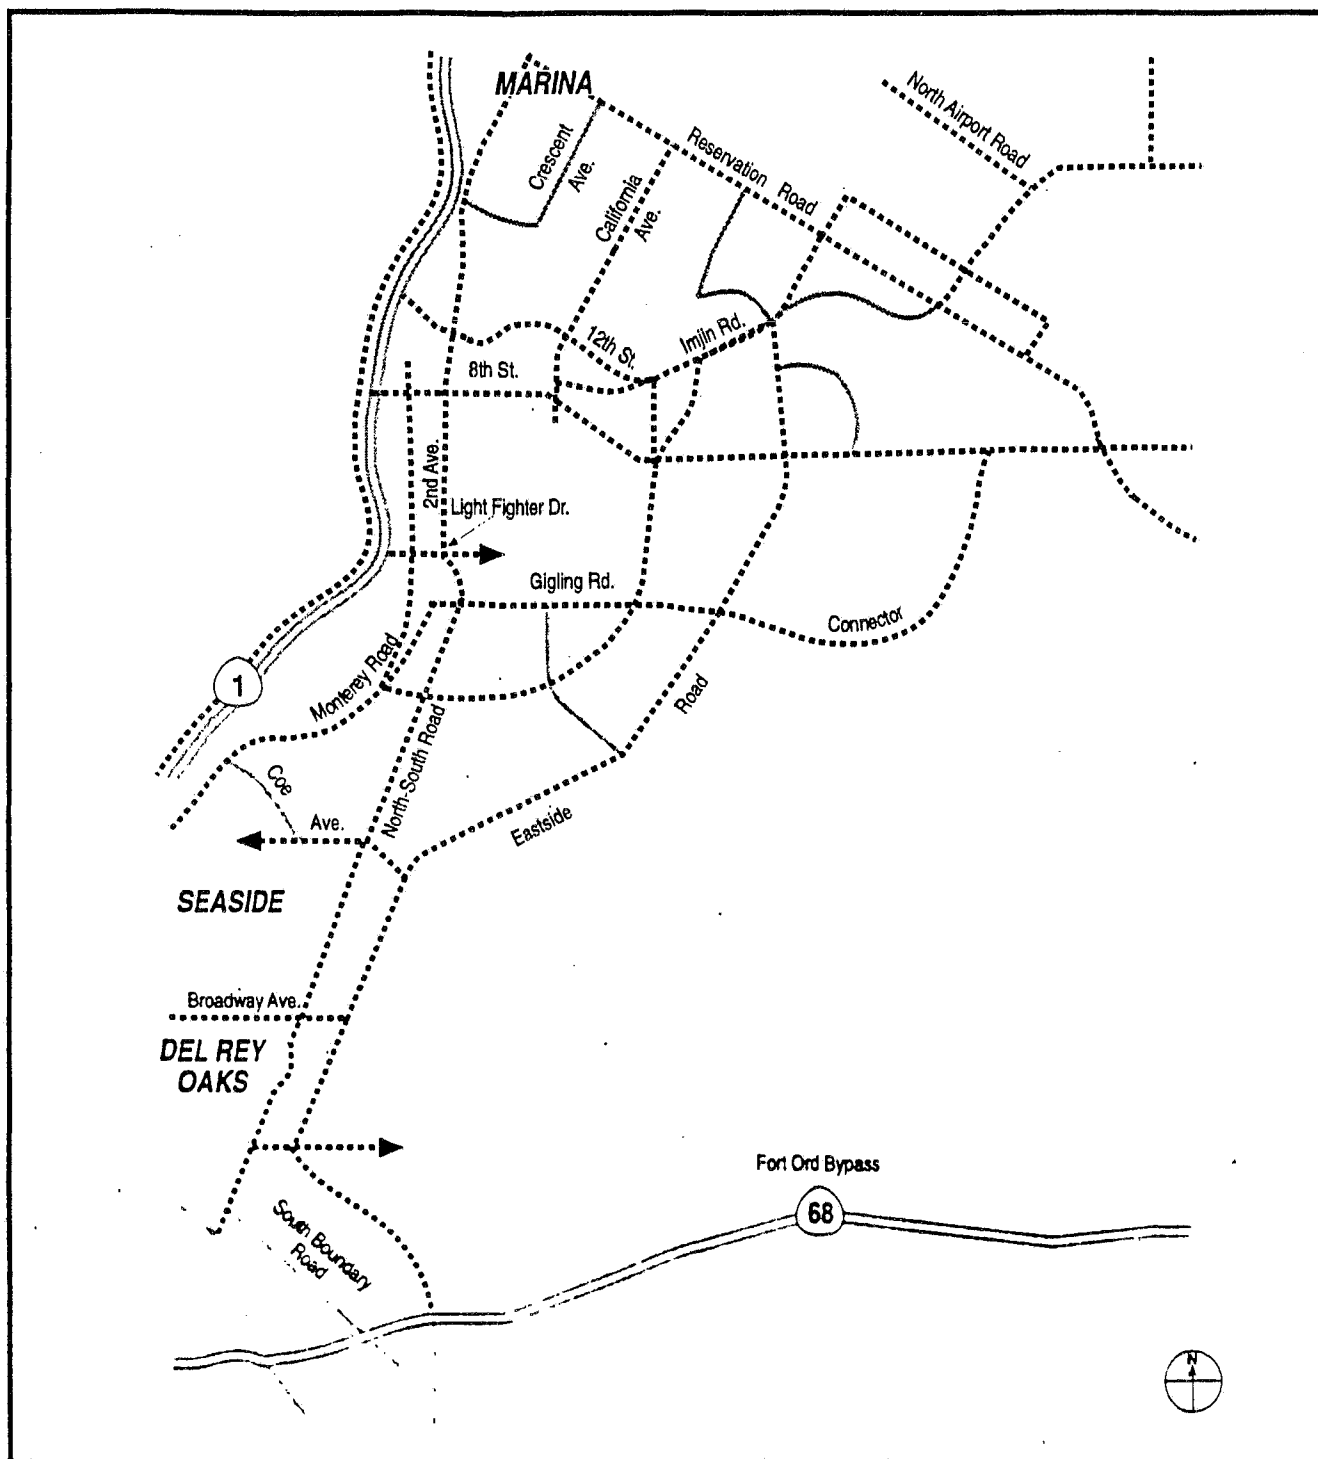 MARINA
North Airport Road
Crescent
Ave.
Reservation Road
California
Ave.
12th St.
Imjin Rd.
8th St.
2nd Ave.
Light Fighter Dr.
Gigling Rd.
Connector
1
Monterey Road
Road
North-South Road
Coe
Ave.
Eastside
SEASIDE
Broadway Ave.
DEL REY
OAKS
Fort Ord Bypass
68
South Boundary
Road
N